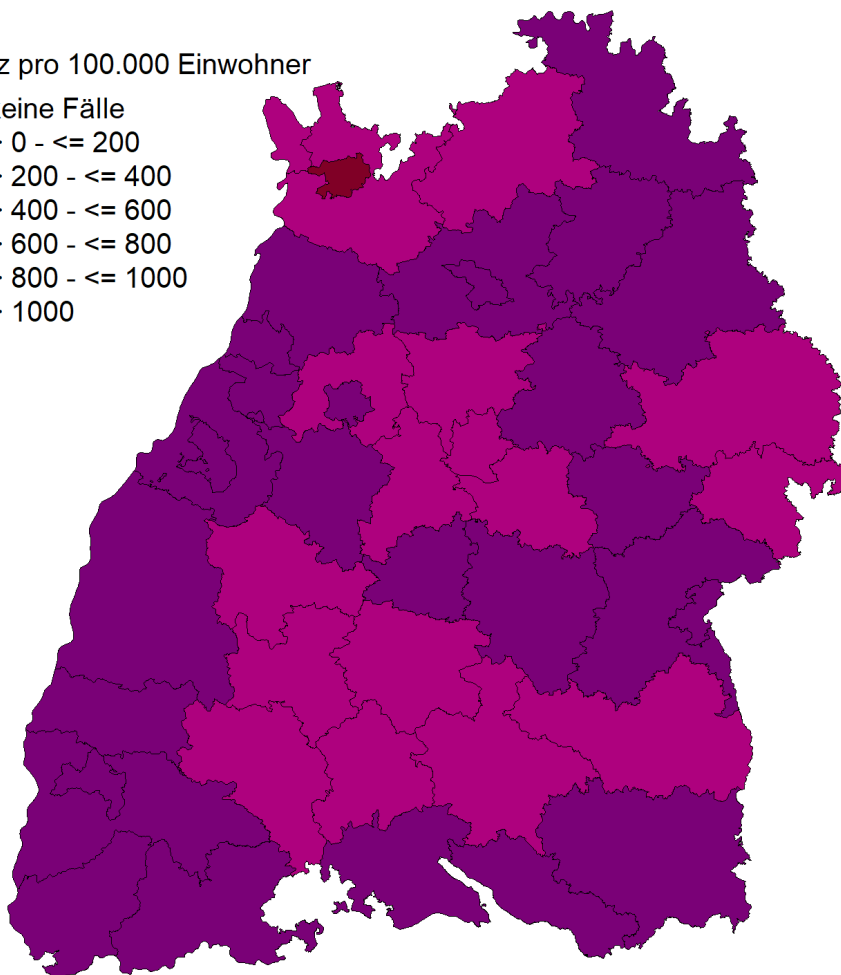 z pro 100.000 Einwohner
eine Fälle
0 - <= 200
200 - <= 400
400 - <= 600
600 - <= 800
800 - <= 1000
1000